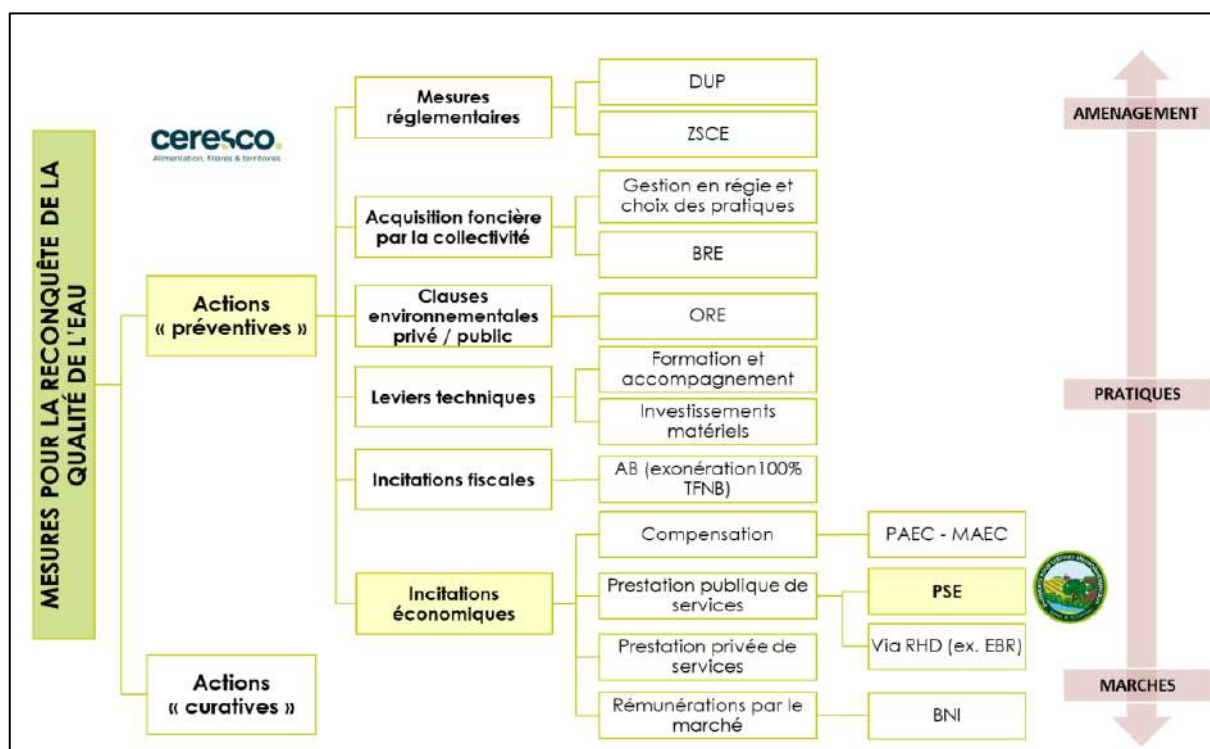 MESURES POUR LA RECONQUÊTE DE LA
QUALITÉ DE L'EAU
ceresco.
Alimentation, filières & territoires
Actions
« préventives »
Actions
« curatives »
Mesures
réglementaires
Acquisition foncière
par la collectivité
Clauses
environnementales
privé / public
Leviers techniques
Incitations fiscales
Incitations
économiques
DUP
ZSCE
Gestion en régie et
choix des pratiques
BRE
ORE
Formation et
accompagnement
Investissements
matériels
AB (exonération100%
TFNB)
Compensation
Prestation publique de
services
Prestation privée de
services
Rémunérations par le
marché
PAEC - MAEC
PSE
Via RHD (ex. EBR)
BNI
AMENAGEMENT
PRATIQUES
MARCHES